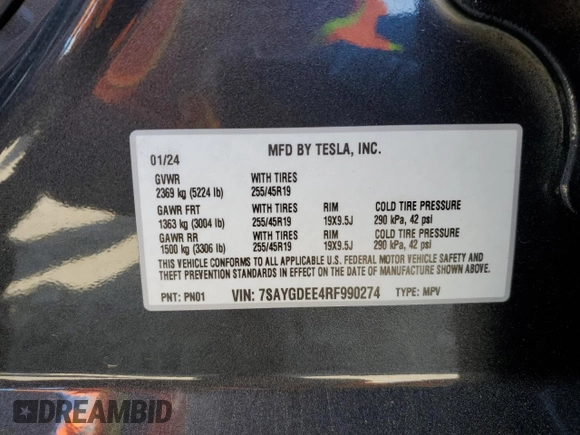 MFD BY TESLA, INC.
01/24
GVWR WITH TIRES
2369 kg (5224 lb) 255/45R19
GAWR FRT WITH TIRES RIM COLD TIRE PRESSURE
1363 kg (3004 lb) 255/45R19 19X9.5J 290 kPa, 42 psi
GAWR RR WITH TIRES RIM COLD TIRE PRESSURE
1500 kg (3306 lb) 255/45R19 19X9.5J 290 kPa, 42 psi
THIS VEHICLE CONFORMS TO ALL APPLICABLE U.S. FEDERAL MOTOR VEHICLE SAFETY AND
THEFT PREVENTION STANDARDS IN EFFECT ON THE DATE OF MANUFACTURE SHOWN ABOVE.
PNT: PN01 VIN: 7SAYGDEE4RF990274 TYPE: MPV
DREAMBID